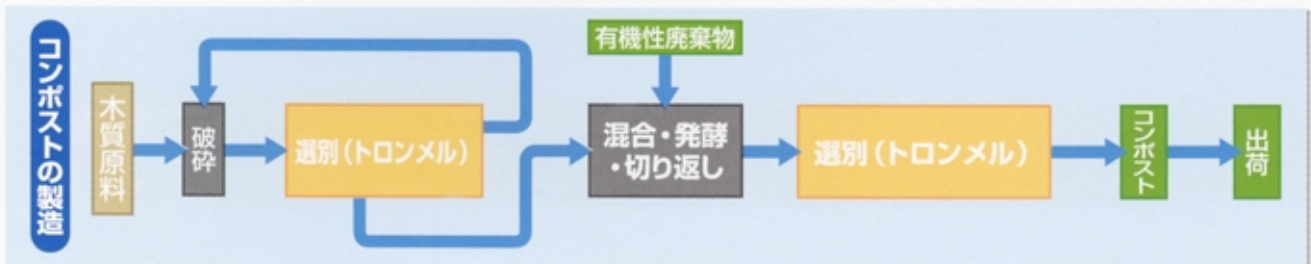 コンポストの製造
木質原料
破砕
選別(トロンメル)
有機性廃棄物
混合・発酵
・切り返し
選別(トロンメル)
コンポスト
出荷